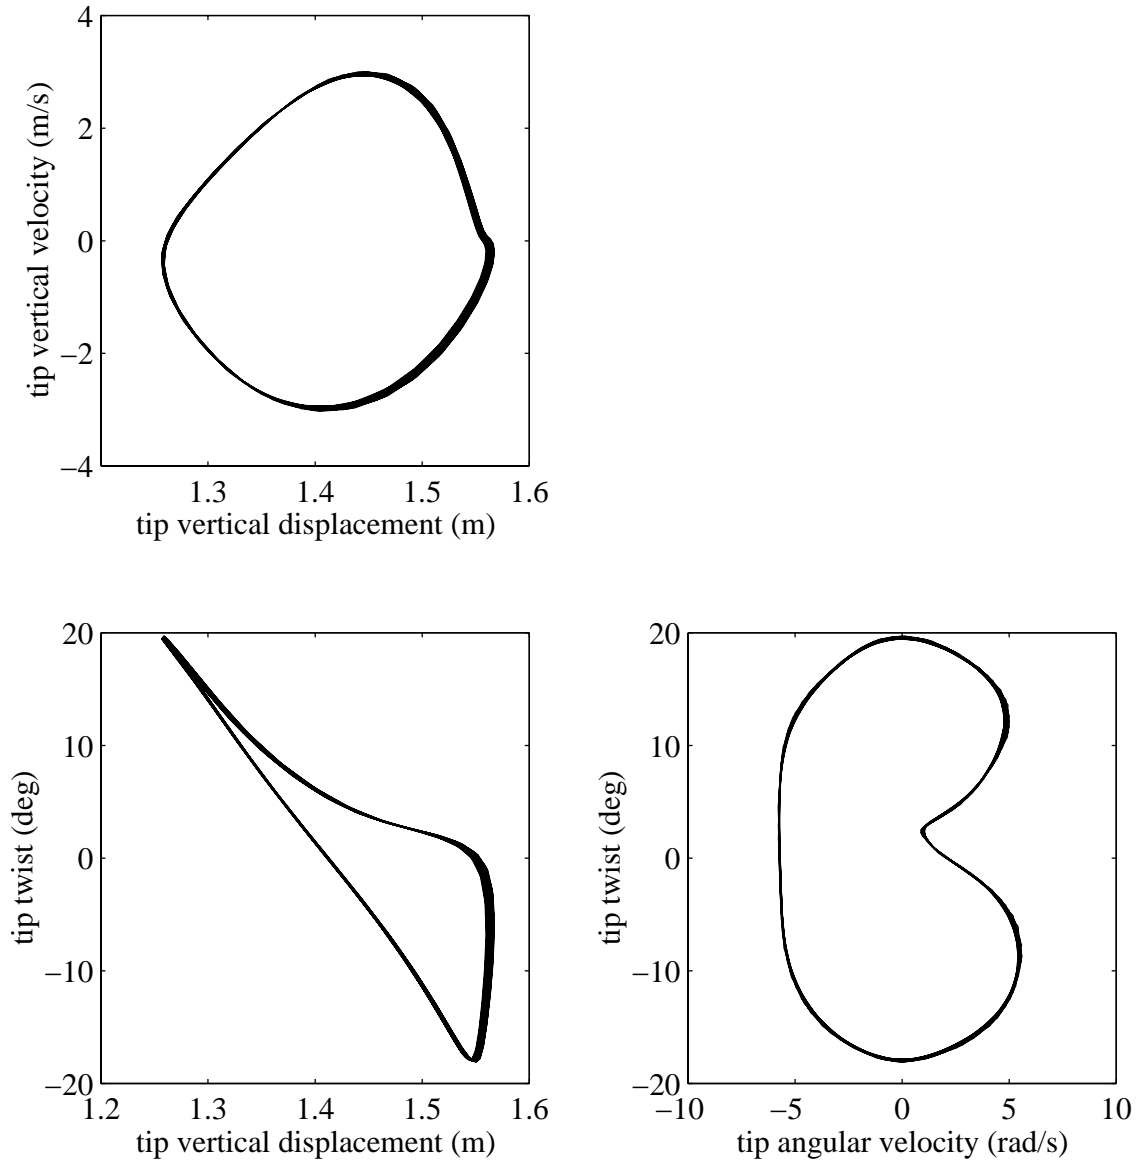 4
2
0
−2
−4
tip vertical velocity (m/s)
1.3 1.4 1.5 1.6
tip vertical displacement (m)
20
10
0
−10
−20
tip twist (deg)
1.2 1.3 1.4 1.5 1.6
tip vertical displacement (m)
20
10
0
−10
−20
tip twist (deg)
−10 −5 0 5 10
tip angular velocity (rad/s)